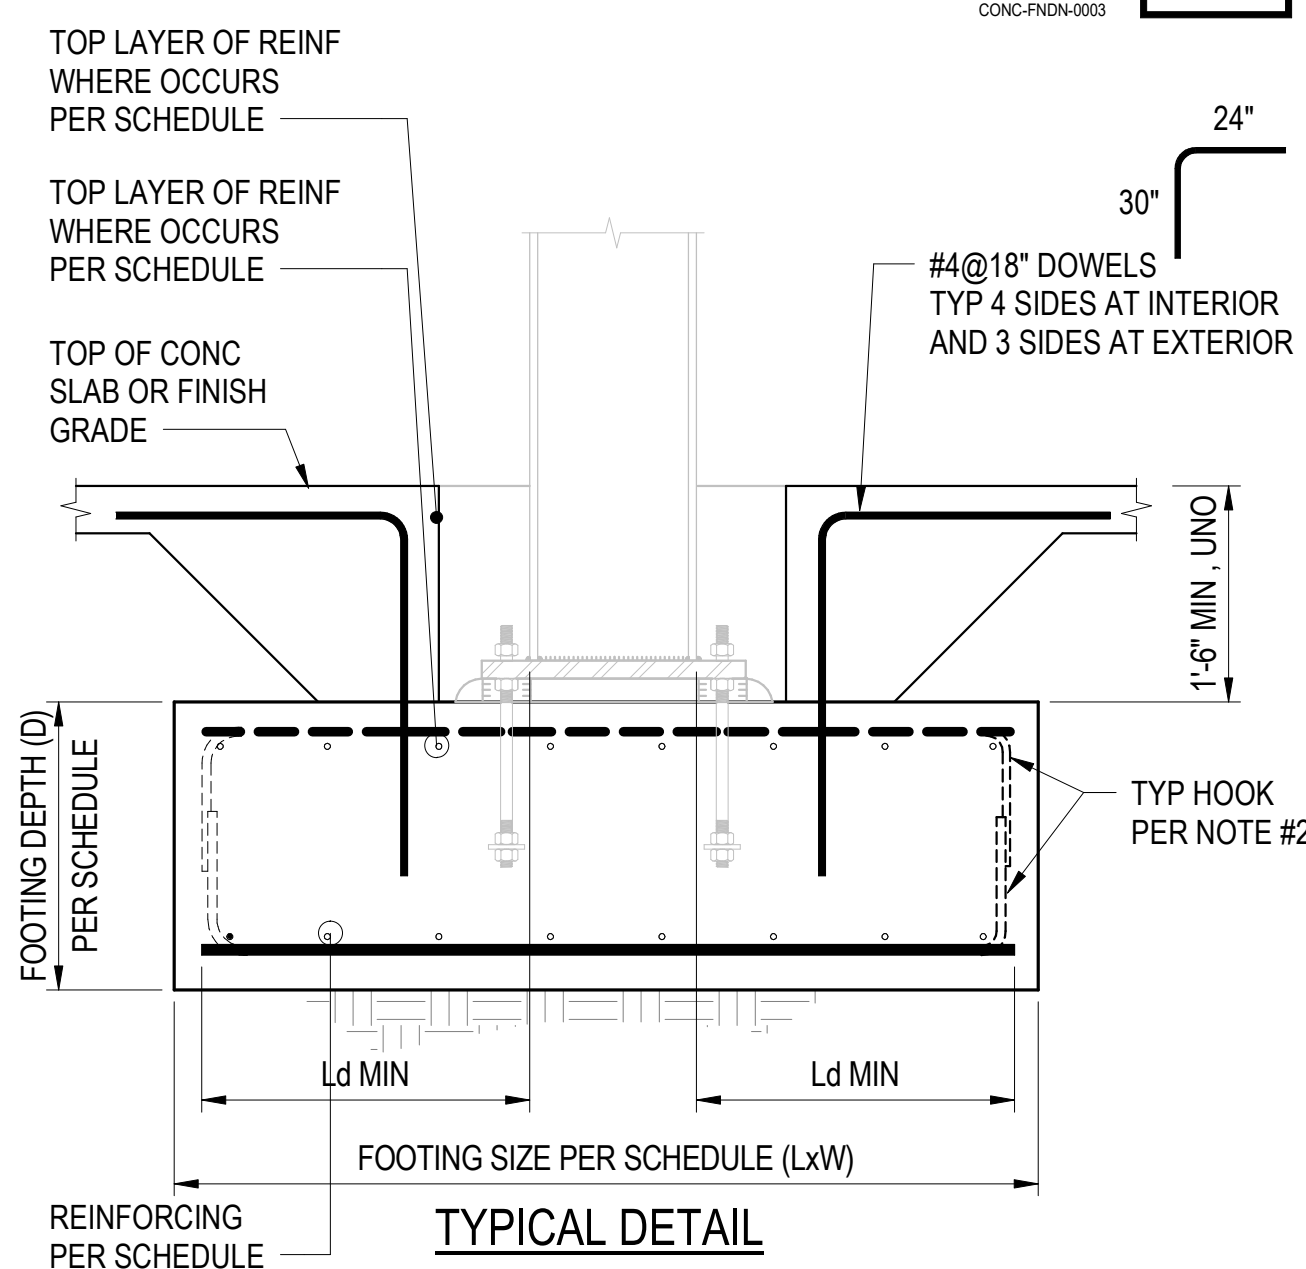 CONC-FNDN-0003
TOP LAYER OF REINF
WHERE OCCURS
PER SCHEDULE
24"
30"
TOP LAYER OF REINF
WHERE OCCURS
PER SCHEDULE
#4@18" DOWELS
TYP 4 SIDES AT INTERIOR
AND 3 SIDES AT EXTERIOR
TOP OF CONC
SLAB OR FINISH
GRADE
1'-6" MIN , UNO
FOOTING DEPTH (D)
PER SCHEDULE
TYP HOOK
PER NOTE #2
Ld MIN
Ld MIN
FOOTING SIZE PER SCHEDULE (LxW)
REINFORCING
PER SCHEDULE
TYPICAL DETAIL